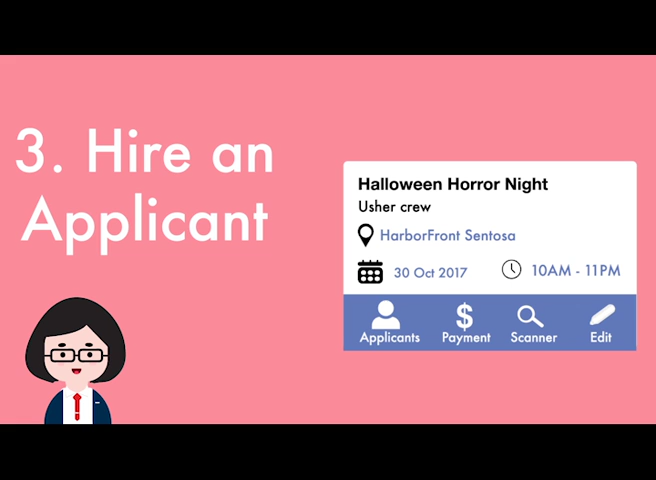 3. Hire an
Applicant
Halloween Horror Night
Usher crew
HarborFront Sentosa
30 Oct 2017
10AM - 11PM
Applicants
Payment
Scanner
Edit